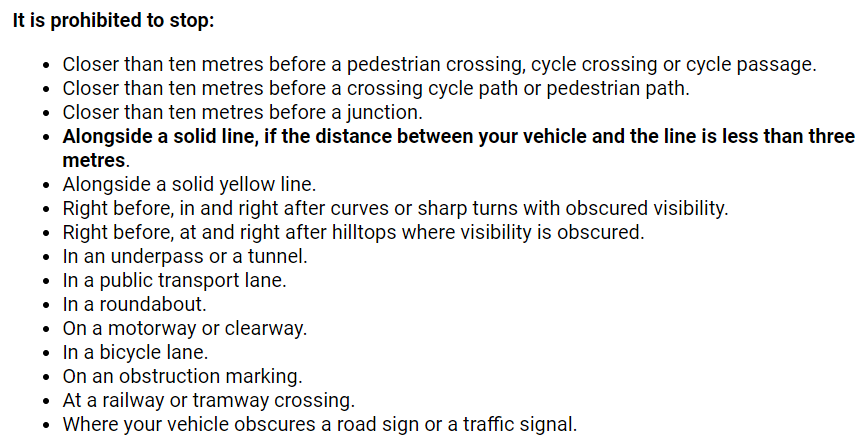 It is prohibited to stop:
• Closer than ten metres before a pedestrian crossing, cycle crossing or cycle passage.
• Closer than ten metres before a crossing cycle path or pedestrian path.
• Closer than ten metres before a junction.
• Alongside a solid line, if the distance between your vehicle and the line is less than three
metres.
• Alongside a solid yellow line.
• Right before, in and right after curves or sharp turns with obscured visibility.
• Right before, at and right after hilltops where visibility is obscured.
• In an underpass or a tunnel.
• In a public transport lane.
• In a roundabout.
• On a motorway or clearway.
• In a bicycle lane.
• On an obstruction marking.
• At a railway or tramway crossing.
• Where your vehicle obscures a road sign or a traffic signal.